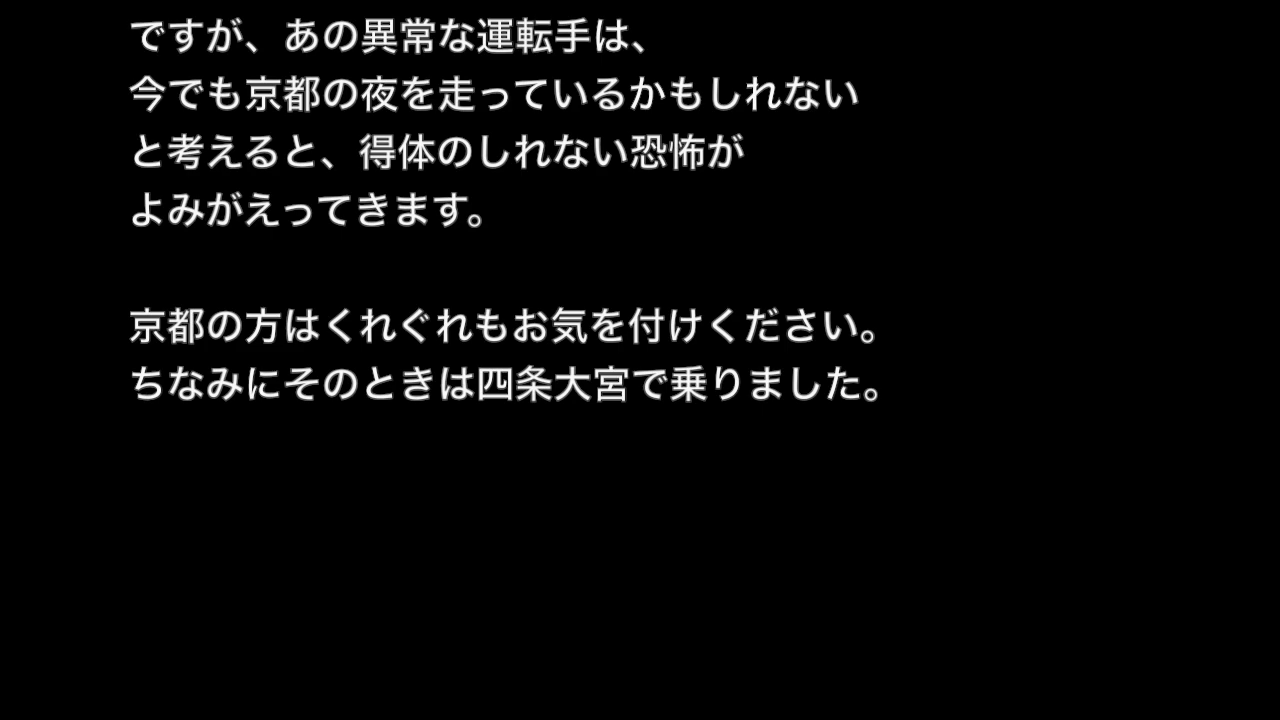 ですが、あの異常な運転手は、
今でも京都の夜を走っているかもしれない
と考えると、得体のしれない恐怖が
よみがえってきます。
京都の方はくれぐれもお気を付けください。
ちなみにそのときは四条大宮で乗りました。